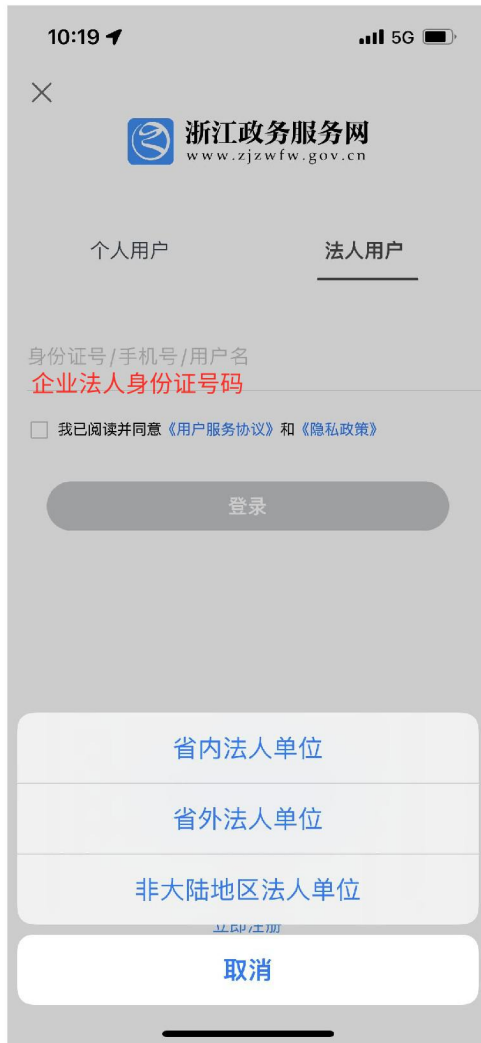 10:19
5G
浙江政务服务网
www.zjzwfw.gov.cn
个人用户 法人用户
身份证号/手机号/用户名
企业法人身份证号码
我已阅读并同意《用户服务协议》和《隐私政策》
登录
省内法人单位
省外法人单位
非大陆地区法人单位
立即注册
取消